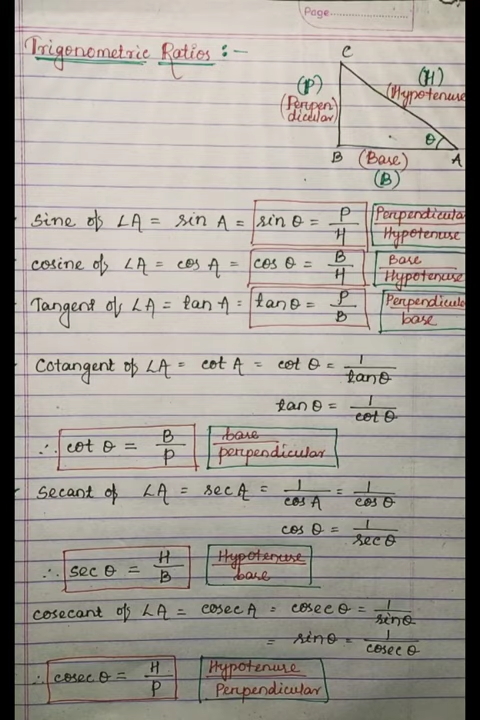 Page
Trigonometric Ratios :-
C
(P) (H)
(Perpendicular) (Hypotenuse
θ
B (Base) A
(B)
Sine of ∠A = sin A = sin θ = P/H Perpendicular/Hypotenuse
cosine of ∠A = cos A = cos θ = B/H Base/Hypotenuse
Tangent of ∠A = tan A = tan θ = P/B Perpendicula/base
Cotangent of ∠A = cot A = cot θ = 1/tan θ
tan θ = 1/cot θ
∴ cot θ = B/P base/perpendicular
Secant of ∠A = sec A = 1/cos A = 1/cos θ
cos θ = 1/sec θ
∴ sec θ = H/B Hypotenuse/base
cosecant of ∠A = cosec A = cosec θ = 1/sin θ
= sin θ = 1/cosec θ
∴ cosec θ = H/P Hypotenuse/Perpendicular